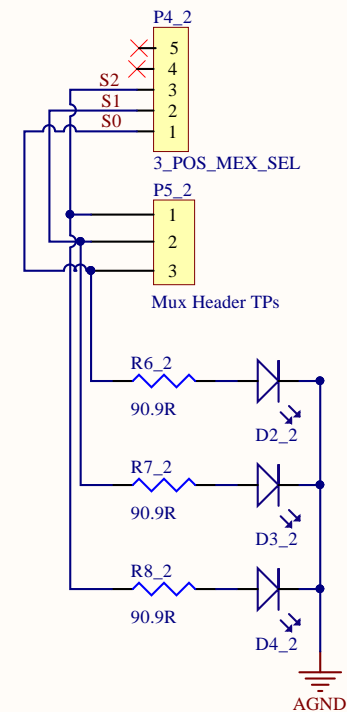 P4_2
5
4
S2 3
S1 2
S0 1
3_POS_MEX_SEL
P5_2
1
2
3
Mux Header TPs
R6_2
90.9R
D2_2
R7_2
90.9R
D3_2
R8_2
90.9R
D4_2
AGND